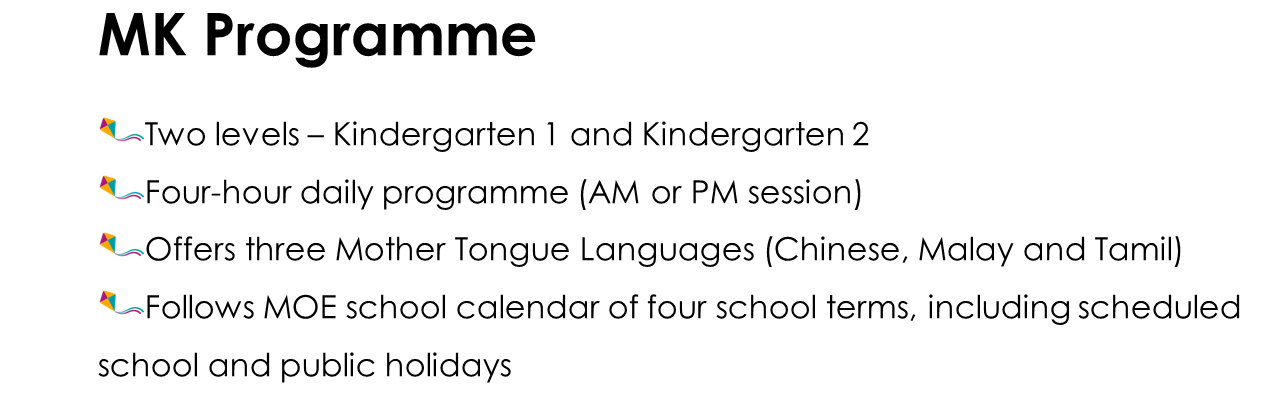 MK Programme
Two levels – Kindergarten 1 and Kindergarten 2
Four-hour daily programme (AM or PM session)
Offers three Mother Tongue Languages (Chinese, Malay and Tamil)
Follows MOE school calendar of four school terms, including scheduled
school and public holidays